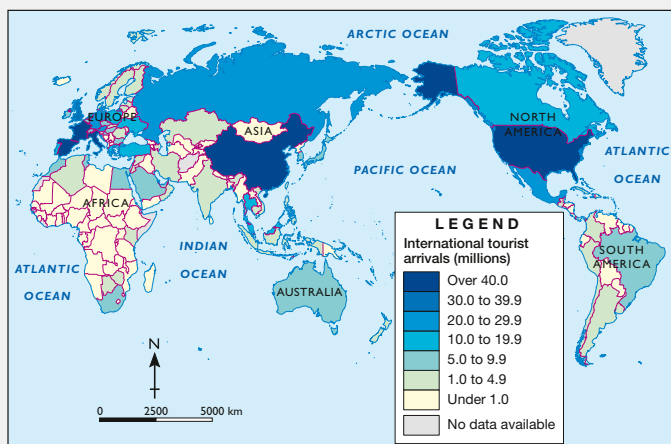 ARCTIC OCEAN
EUROPE
ASIA
NORTH
AMERICA
ATLANTIC
OCEAN
PACIFIC OCEAN
AFRICA
INDIAN
OCEAN
ATLANTIC
OCEAN
AUSTRALIA
SOUTH
AMERICA
N
0 2500 5000 km
LEGEND
International tourist
arrivals (millions)
Over 40.0
30.0 to 39.9
20.0 to 29.9
10.0 to 19.9
5.0 to 9.9
1.0 to 4.9
Under 1.0
No data available